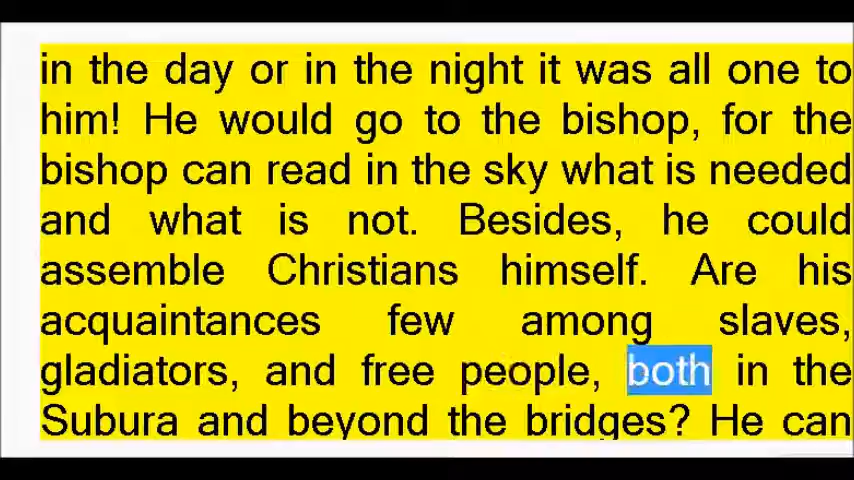 in the day or in the night it was all one to
him! He would go to the bishop, for the
bishop can read in the sky what is needed
and what is not. Besides, he could
assemble Christians himself. Are his
acquaintances few among slaves,
gladiators, and free people, both in the
Subura and beyond the bridges? He can